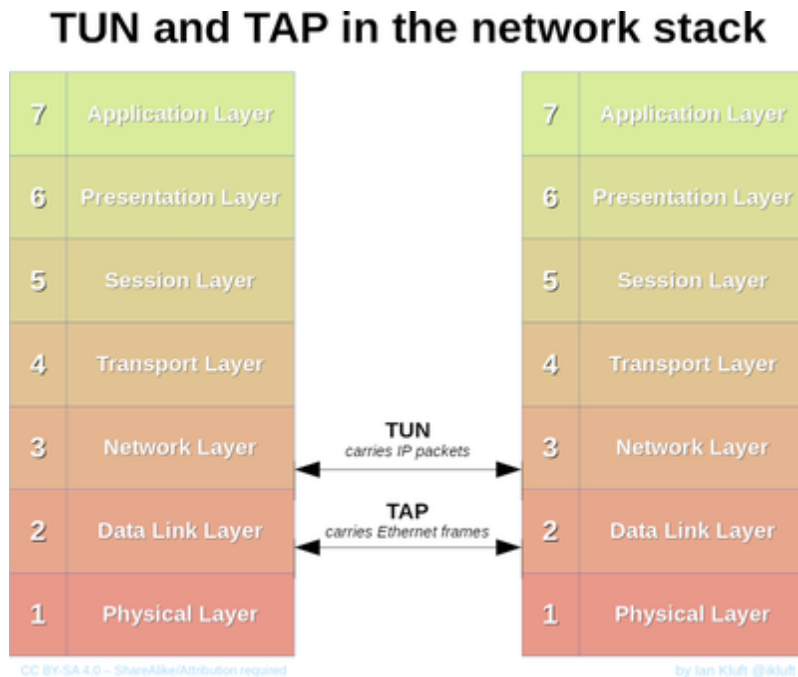 TUN and TAP in the network stack
7 Application Layer
6 Presentation Layer
5 Session Layer
4 Transport Layer
3 Network Layer
2 Data Link Layer
1 Physical Layer
TUN
carries IP packets
TAP
carries Ethernet frames
7 Application Layer
6 Presentation Layer
5 Session Layer
4 Transport Layer
3 Network Layer
2 Data Link Layer
1 Physical Layer
CC BY-SA 4.0 – ShareAlike/Attribution required
by Ian Kluft @ikluft